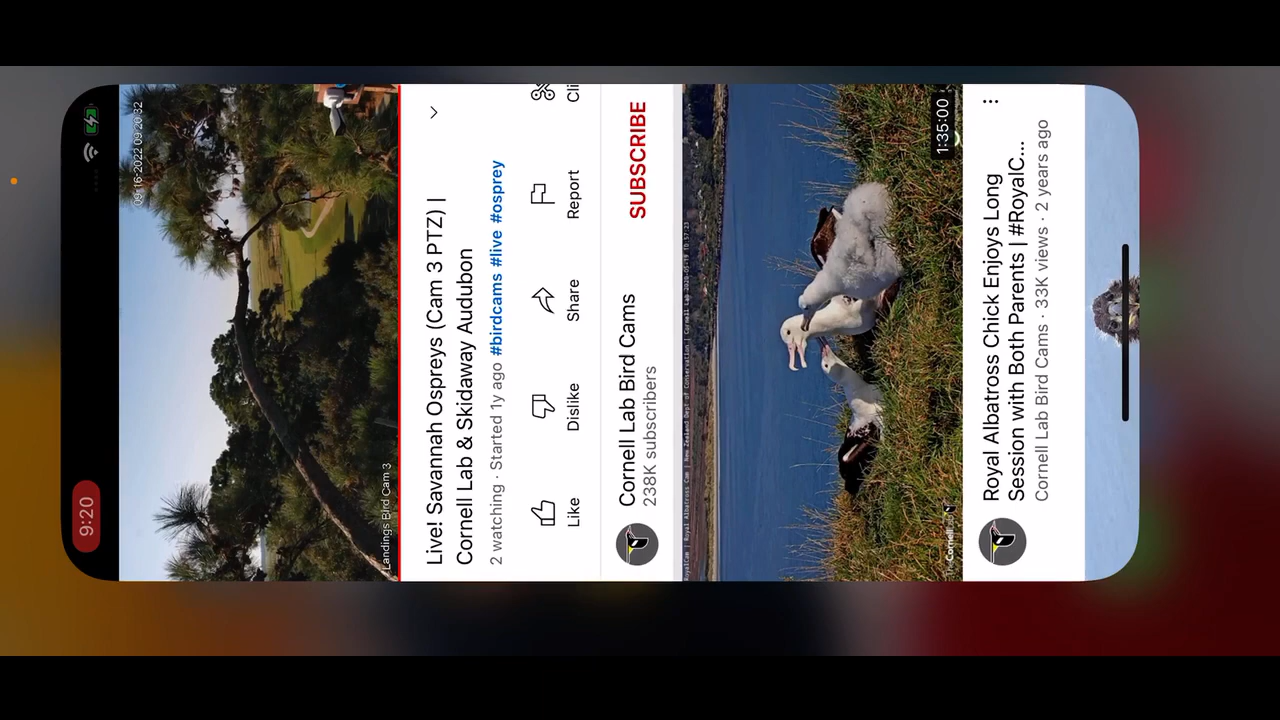 9:20
09-16-2022 09:20:32
Landings Bird Cam 3
Live! Savannah Ospreys (Cam 3 PTZ) |
Cornell Lab & Skidaway Audubon
2 watching · Started 1y ago #birdcams #live #osprey
Like
Dislike
Share
Report
Cli
Cornell Lab Bird Cams
238K subscribers
SUBSCRIBE
1:35:00
Royal Albatross Chick Enjoys Long
Session with Both Parents | #RoyalC...
Cornell Lab Bird Cams · 33K views · 2 years ago